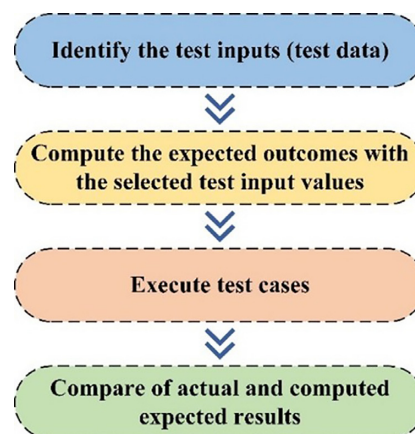 Identify the test inputs (test data)
Compute the expected outcomes with
the selected test input values
Execute test cases
Compare of actual and computed
expected results